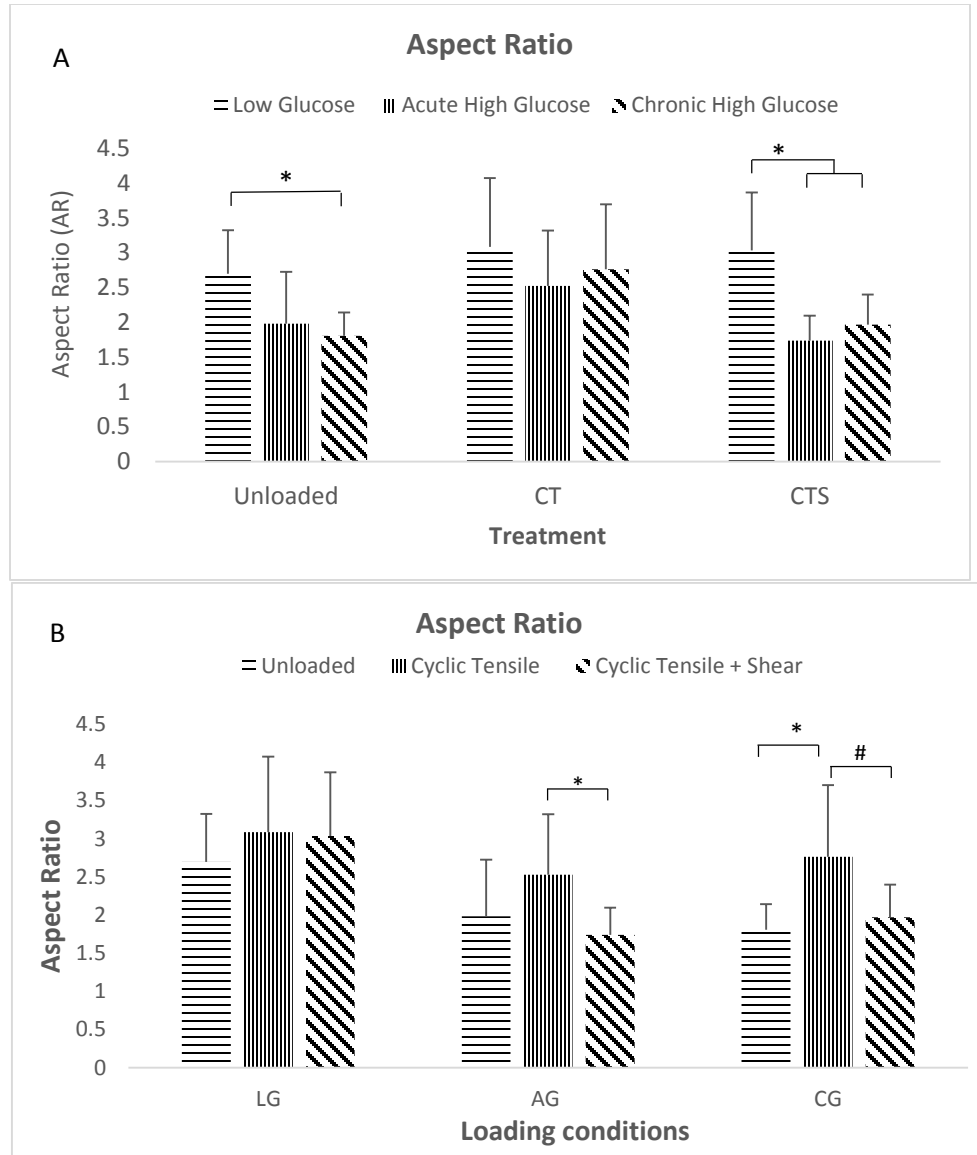 A
Aspect Ratio
Low Glucose Acute High Glucose Chronic High Glucose
Aspect Ratio (AR)
4.5
4
3.5
3
2.5
2
1.5
1
0.5
0
*
*
Unloaded CT CTS
Treatment
B
Aspect Ratio
Unloaded Cyclic Tensile Cyclic Tensile + Shear
Aspect Ratio
4.5
4
3.5
3
2.5
2
1.5
1
0.5
0
*
*
#
LG AG CG
Loading conditions